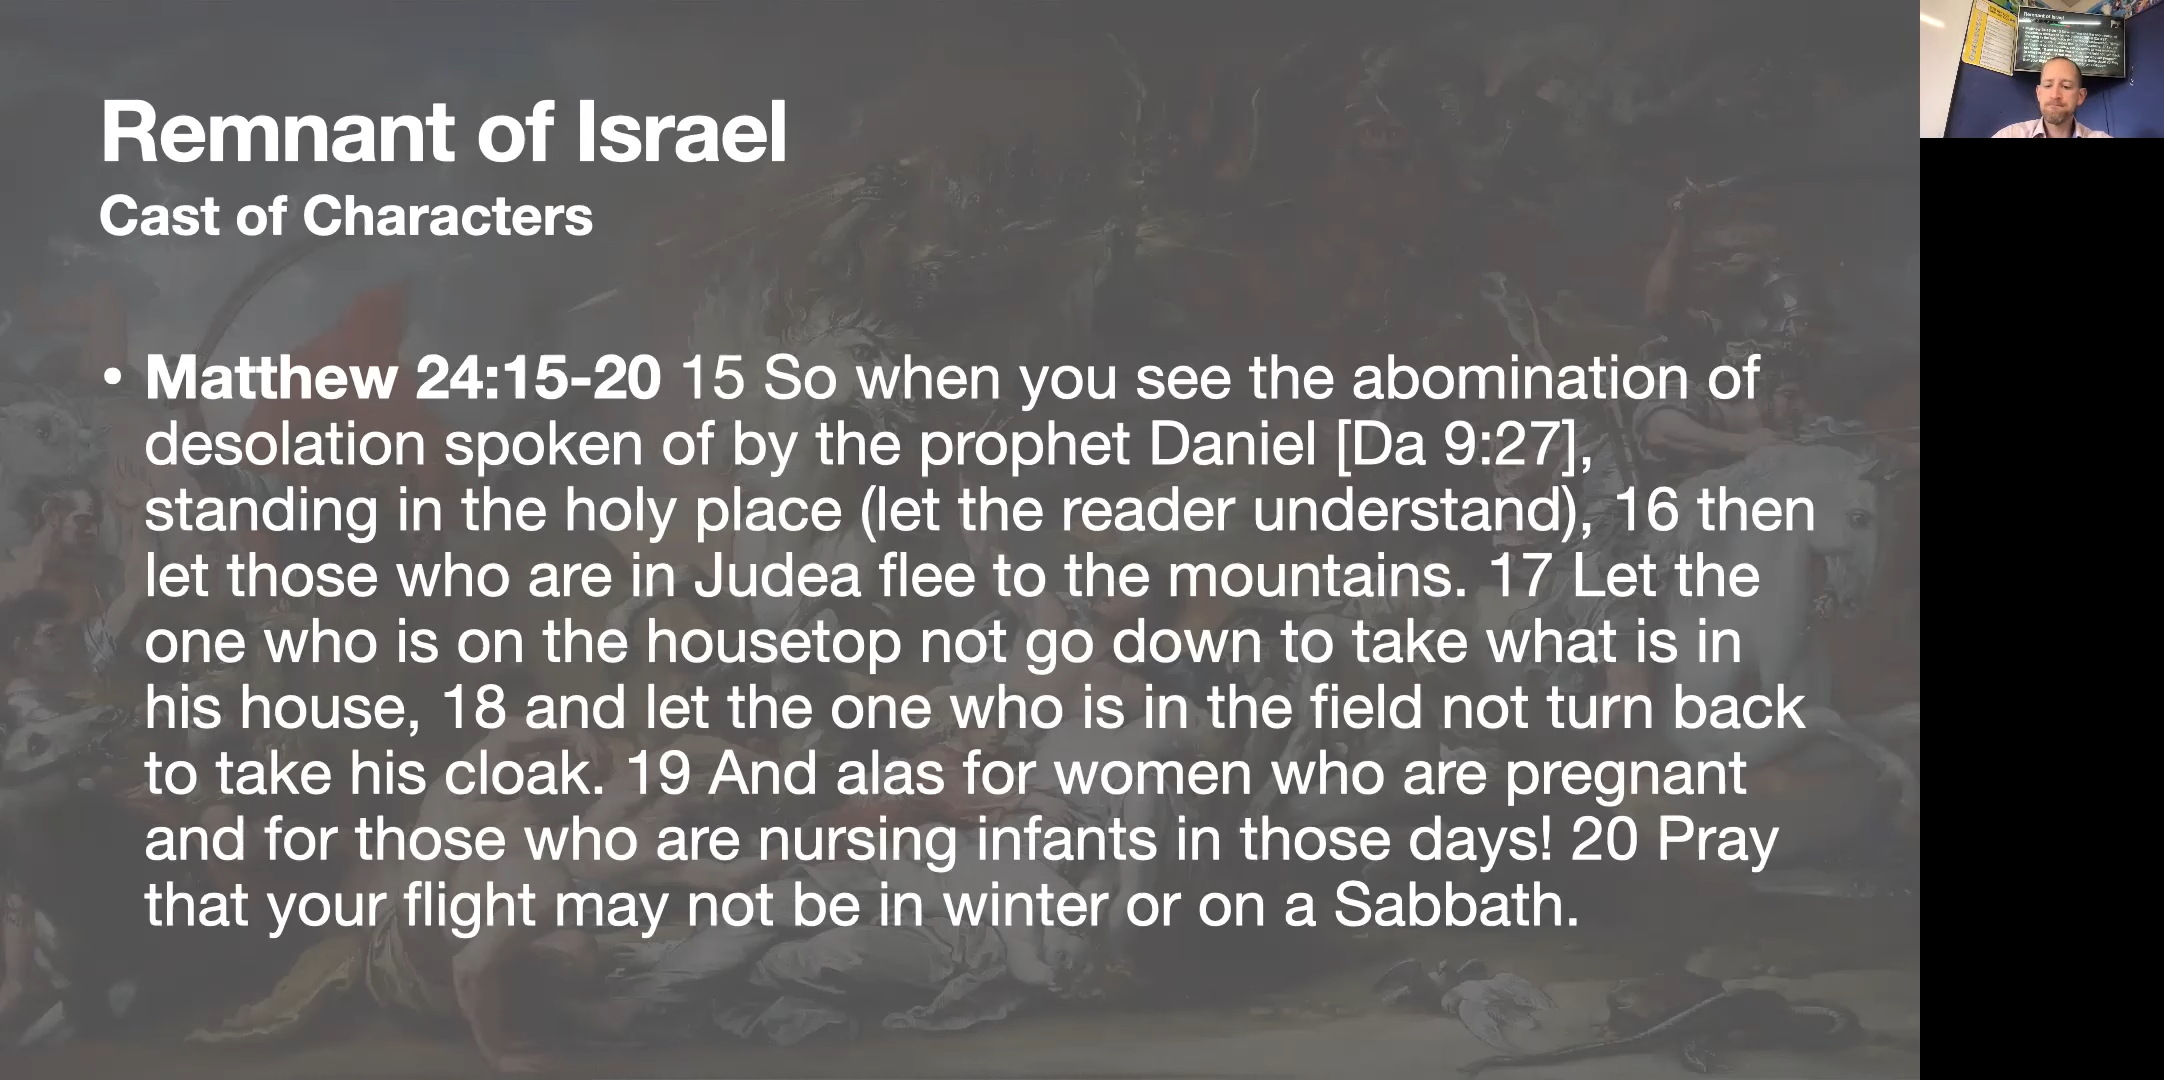 Remnant of Israel
Cast of Characters
• Matthew 24:15-20 15 So when you see the abomination of
desolation spoken of by the prophet Daniel [Da 9:27],
standing in the holy place (let the reader understand), 16 then
let those who are in Judea flee to the mountains. 17 Let the
one who is on the housetop not go down to take what is in
his house, 18 and let the one who is in the field not turn back
to take his cloak. 19 And alas for women who are pregnant
and for those who are nursing infants in those days! 20 Pray
that your flight may not be in winter or on a Sabbath.
Remnant of Israel